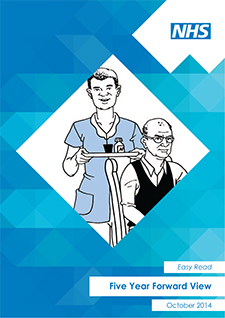 NHS
Easy Read
Five Year Forward View
October 2014